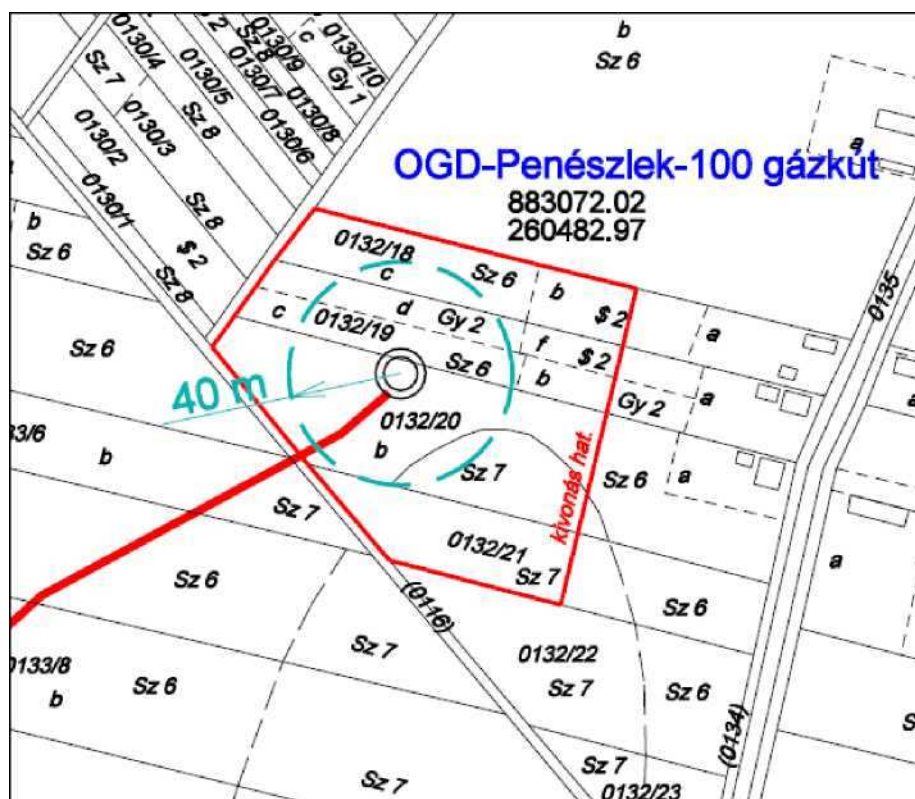 0130/4
Sz 7
0130/3
0130/2
0130/1
Sz 8
0130/5
Sz 8
0130/7
0130/6
0130/9
0130/8
c
Gy 1
0130/10
Sz 8
$ 2
Sz 8
2
b
Sz 6
b
Sz 6
a
OGD-Penészlek-100 gázkút
883072.02
260482.97
0132/18
c
Sz 6
b
$ 2
d
Gy 2
f
$ 2
c
0132/19
Sz 6
b
Gy 2
a
a
a
0135
a
Sz 6
40 m
0132/20
b
Sz 7
kivonás hat.
Sz 6
33/6
b
Sz 7
0132/21
Sz 7
a
Sz 6
(0116)
Sz 6
0133/8
b
Sz 6
Sz 7
0132/22
Sz 7
Sz 6
(0134)
S
Sz 7
Sz 7
0132/23